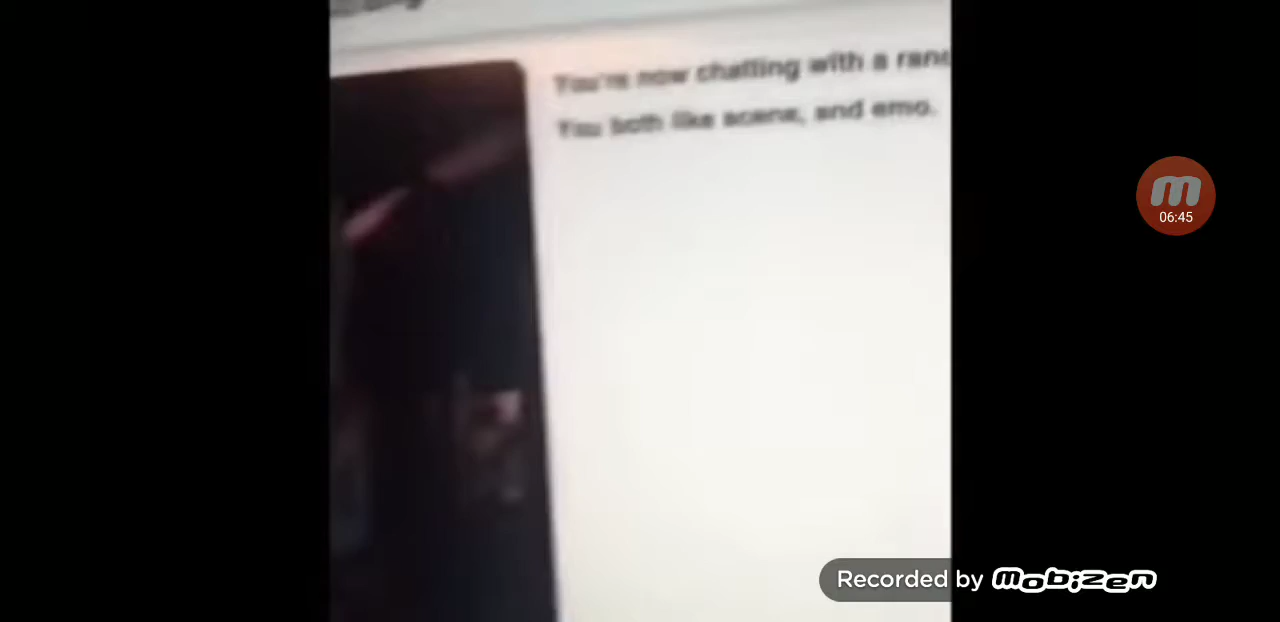 You're now chatting with a
You both like scene, and emo.
m
06:45
Recorded by mobizen